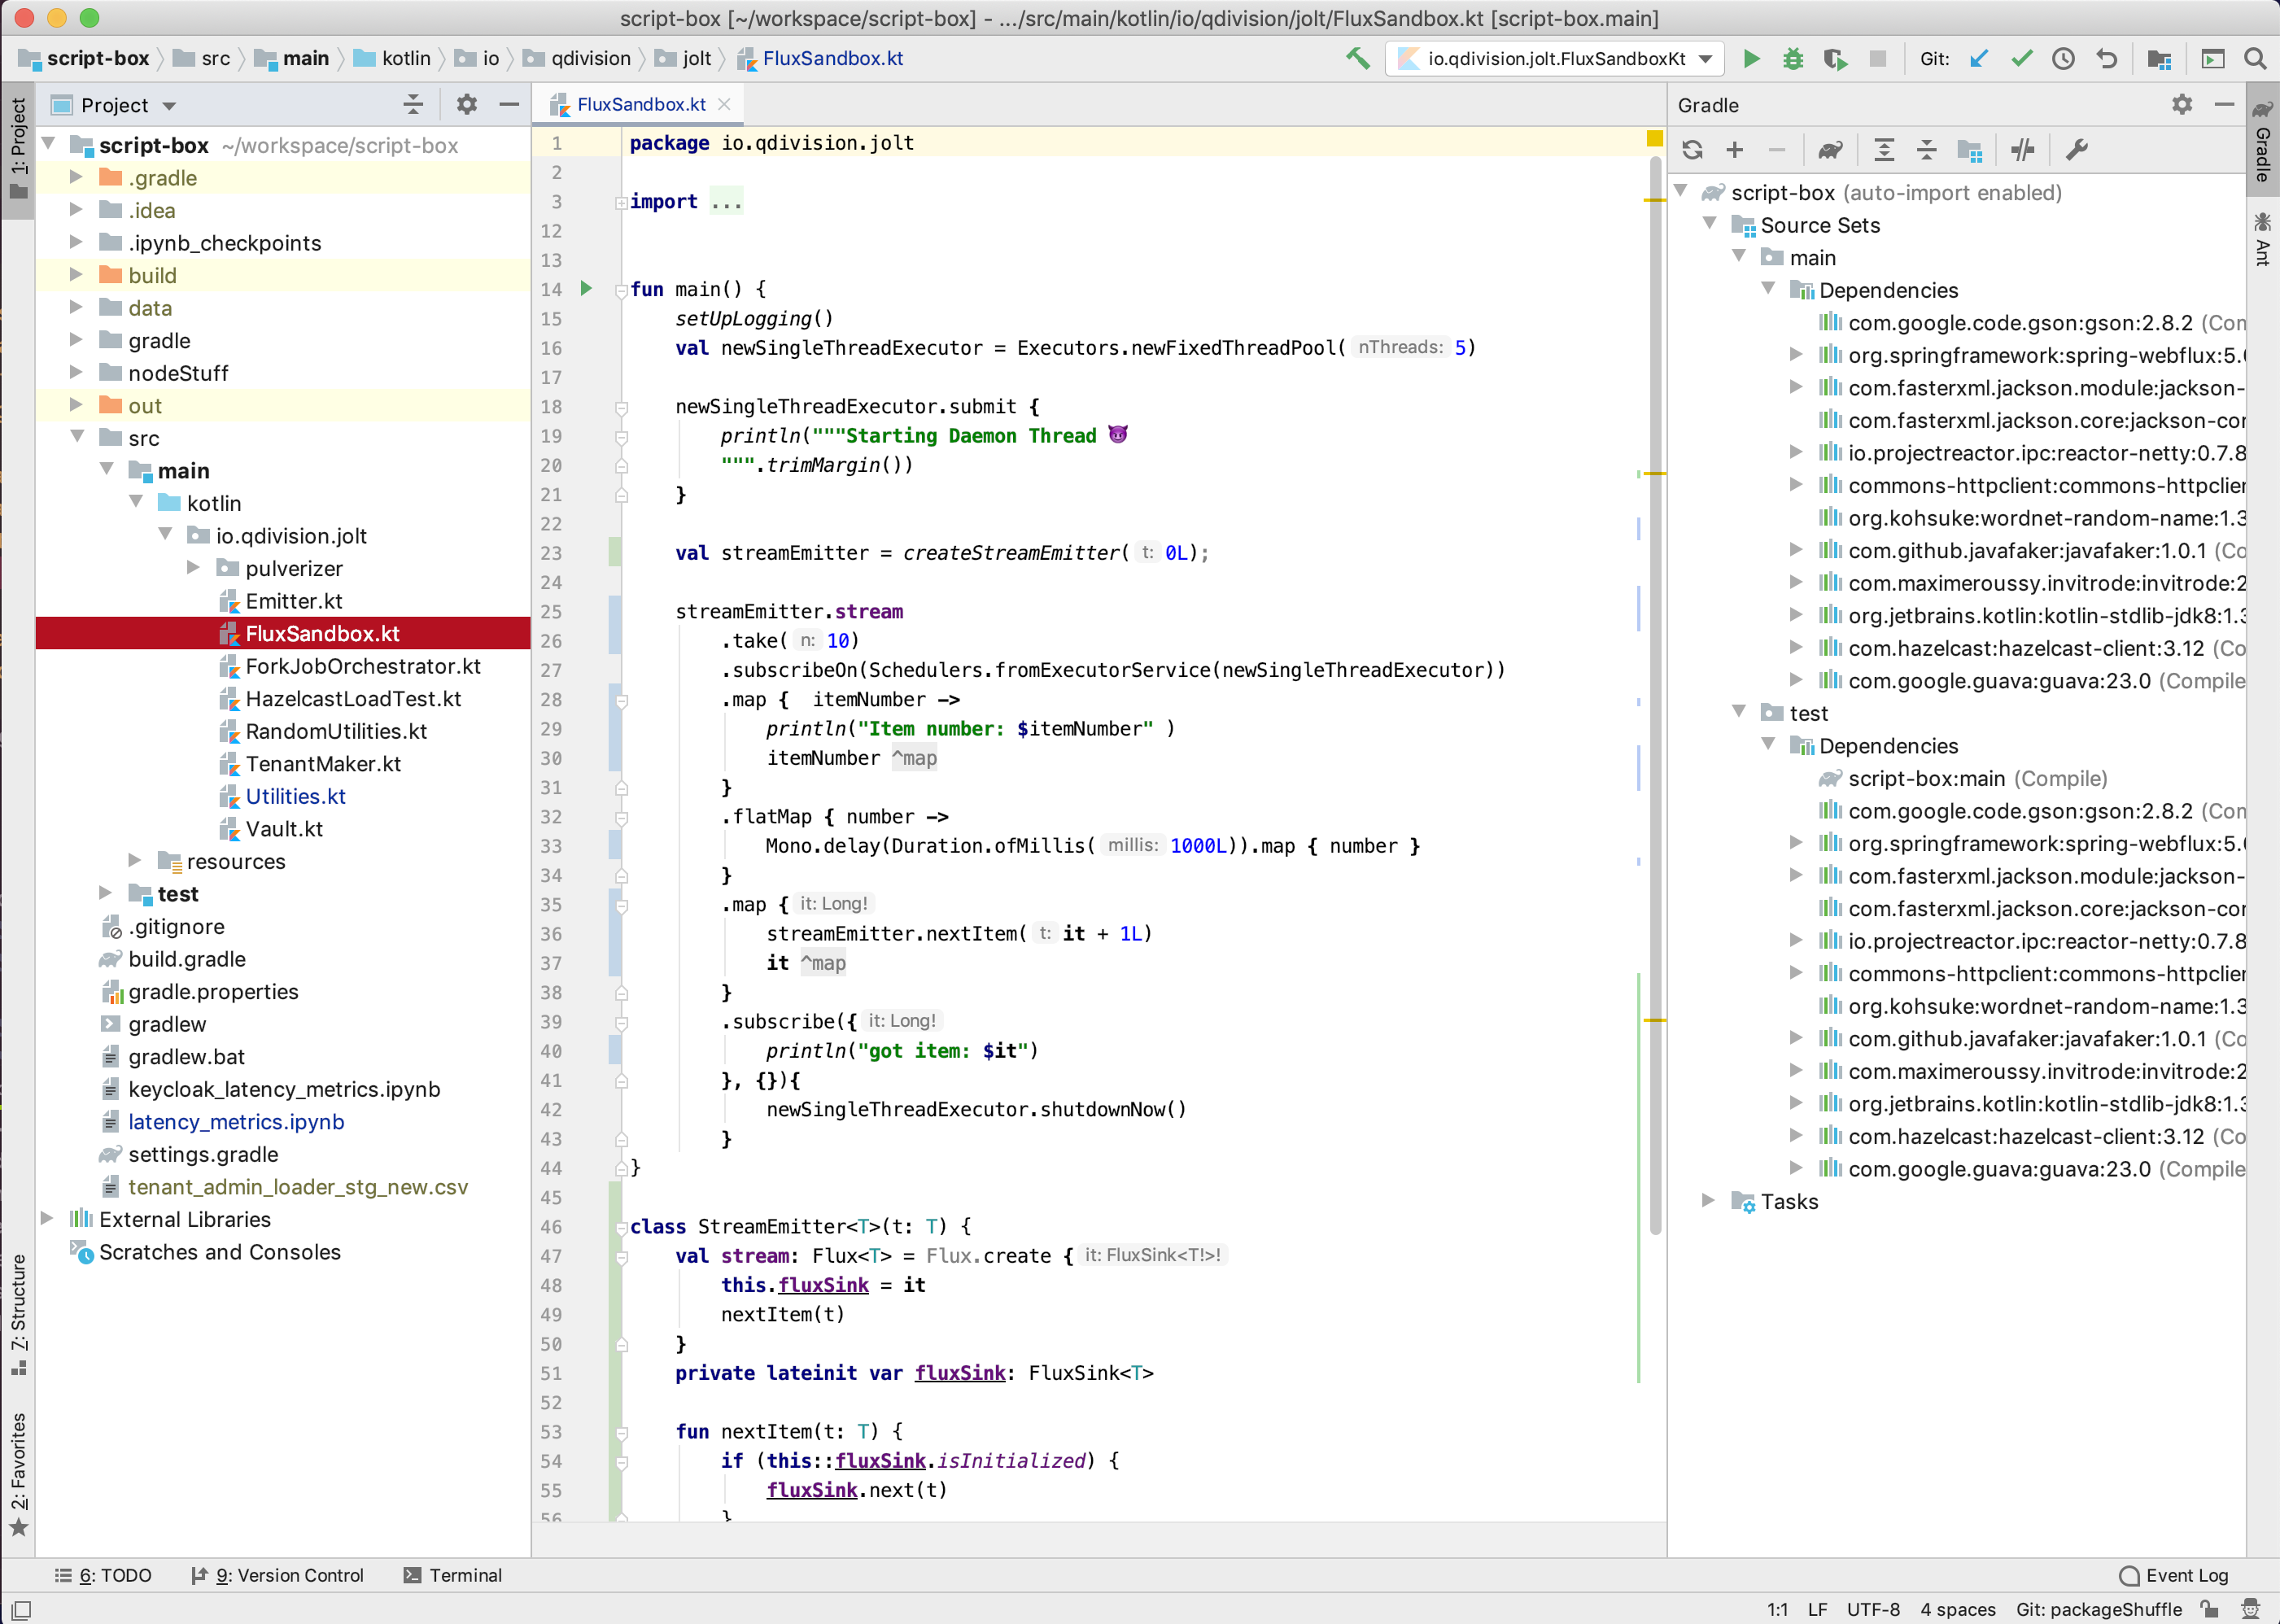 script-box [~/workspace/script-box] - .../src/main/kotlin/io/qdivision/jolt/FluxSandbox.kt [script-box.main]
script-box src main kotlin io qdivision jolt FluxSandbox.kt
io.qdivision.jolt.FluxSandboxKt
Git:
1: Project
7: Structure
2: Favorites
Project
script-box ~/workspace/script-box
.gradle
.idea
.ipynb_checkpoints
build
data
gradle
nodeStuff
out
src
main
kotlin
io.qdivision.jolt
pulverizer
Emitter.kt
FluxSandbox.kt
ForkJobOrchestrator.kt
HazelcastLoadTest.kt
RandomUtilities.kt
TenantMaker.kt
Utilities.kt
Vault.kt
resources
test
.gitignore
build.gradle
gradle.properties
gradlew
gradlew.bat
keycloak_latency_metrics.ipynb
latency_metrics.ipynb
settings.gradle
tenant_admin_loader_stg_new.csv
External Libraries
Scratches and Consoles
FluxSandbox.kt
1 package io.qdivision.jolt
2
3 import ...
12
13
14 fun main() {
15 setUpLogging()
16 val newSingleThreadExecutor = Executors.newFixedThreadPool( nThreads: 5)
17
18 newSingleThreadExecutor.submit {
19 println("""Starting Daemon Thread 😈
20 """.trimMargin())
21 }
22
23 val streamEmitter = createStreamEmitter( t: 0L);
24
25 streamEmitter.stream
26 .take( n: 10)
27 .subscribeOn(Schedulers.fromExecutorService(newSingleThreadExecutor))
28 .map { itemNumber ->
29 println("Item number: $itemNumber" )
30 itemNumber ^map
31 }
32 .flatMap { number ->
33 Mono.delay(Duration.ofMillis( millis: 1000L)).map { number }
34 }
35 .map { it: Long!
36 streamEmitter.nextItem( t: it + 1L)
37 it ^map
38 }
39 .subscribe({ it: Long!
40 println("got item: $it")
41 }, {}){
42 newSingleThreadExecutor.shutdownNow()
43 }
44 }
45
46 class StreamEmitter<T>(t: T) {
47 val stream: Flux<T> = Flux.create { it: FluxSink<T!>!
48 this.fluxSink = it
49 nextItem(t)
50 }
51 private lateinit var fluxSink: FluxSink<T>
52
53 fun nextItem(t: T) {
54 if (this::fluxSink.isInitialized) {
55 fluxSink.next(t)
56 }
Gradle
script-box (auto-import enabled)
Source Sets
main
Dependencies
com.google.code.gson:gson:2.8.2 (Con
org.springframework:spring-webflux:5.
com.fasterxml.jackson.module:jackson-
com.fasterxml.jackson.core:jackson-cor
io.projectreactor.ipc:reactor-netty:0.7.8
commons-httpclient:commons-httpclier
org.kohsuke:wordnet-random-name:1.3
com.github.javafaker:javafaker:1.0.1 (Co
com.maximeroussy.invitrode:invitrode:2
org.jetbrains.kotlin:kotlin-stdlib-jdk8:1.3
com.hazelcast:hazelcast-client:3.12 (Co
com.google.guava:guava:23.0 (Compile
test
Dependencies
script-box:main (Compile)
com.google.code.gson:gson:2.8.2 (Con
org.springframework:spring-webflux:5.
com.fasterxml.jackson.module:jackson-
com.fasterxml.jackson.core:jackson-cor
io.projectreactor.ipc:reactor-netty:0.7.8
commons-httpclient:commons-httpclier
org.kohsuke:wordnet-random-name:1.3
com.github.javafaker:javafaker:1.0.1 (Co
com.maximeroussy.invitrode:invitrode:2
org.jetbrains.kotlin:kotlin-stdlib-jdk8:1.3
com.hazelcast:hazelcast-client:3.12 (Co
com.google.guava:guava:23.0 (Compile
Tasks
Gradle
Ant
6: TODO 9: Version Control Terminal Event Log
1:1 LF UTF-8 4 spaces Git: packageShuffle